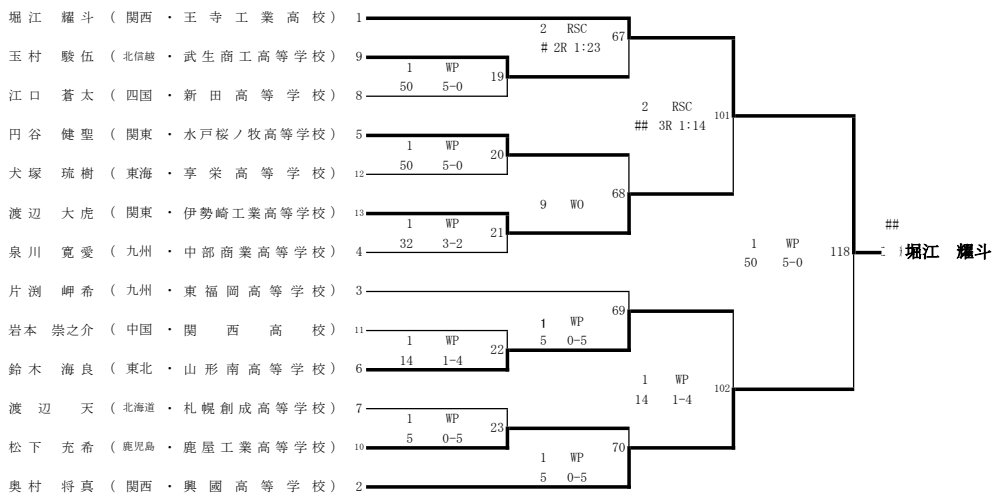 堀江 耀斗 ( 関西 ・ 王寺工業高校 ) 1
2 RSC 67
玉村 駿伍 ( 北信越 ・ 武生商工高等学校 ) 9
# 2R 1:23
1 WP 19
50 5-0
江口 蒼太 ( 四国 ・ 新田高等学校 ) 8
2 RSC 101
## 3R 1:14
円谷 健聖 ( 関東 ・ 水戸桜ノ牧高等学校 ) 5
1 WP 20
50 5-0
犬塚 琉樹 ( 東海 ・ 享栄高等学校 ) 12
68
9 WO
渡辺 大虎 ( 関東 ・ 伊勢崎工業高等学校 ) 13
1 WP 21
32 3-2
泉川 寛愛 ( 九州 ・ 中部商業高等学校 ) 4
1 WP 118
50 5-0
##
堀江 耀斗
片渕 岬希 ( 九州 ・ 東福岡高等学校 ) 3
69
1 WP
5 0-5
岩本 崇之介 ( 中国 ・ 関西高校 ) 11
1 WP 22
14 1-4
鈴木 海良 ( 東北 ・ 山形南高等学校 ) 6
1 WP 102
14 1-4
渡辺 天 ( 北海道 ・ 札幌創成高等学校 ) 7
1 WP 23
5 0-5
松下 充希 ( 鹿児島 ・ 鹿屋工業高等学校 ) 10
70
1 WP
5 0-5
奥村 将真 ( 関西 ・ 興國高等学校 ) 2